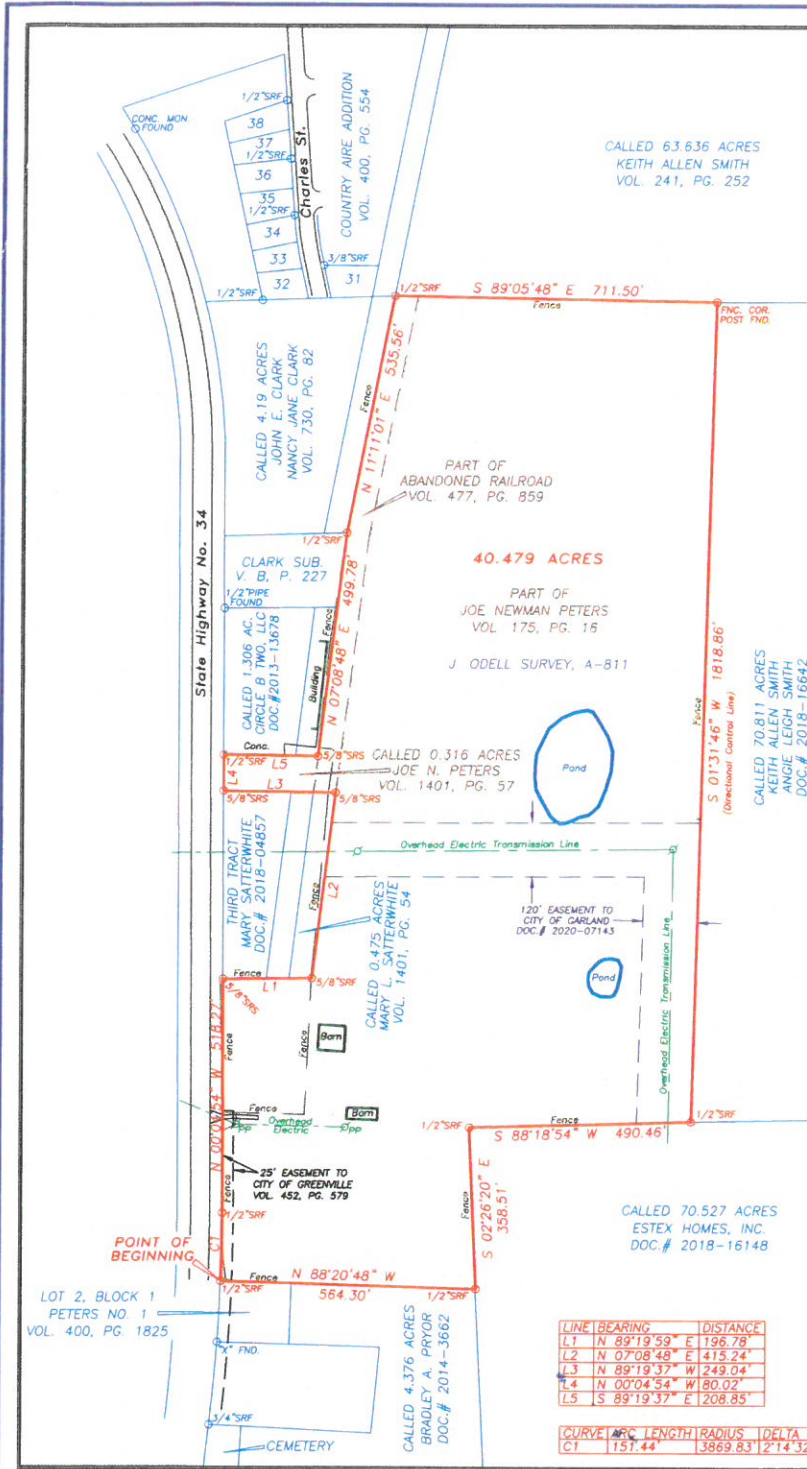 CONC. MON
FOUND
1/2"SRF
38
37
1/2"SRF
36
35
1/2"SRF
34
33
32
1/2"SRF
Charles St.
COUNTRY AIRE ADDITION
VOL. 400, PG. 554
3/8"SRF
31
CALLED 63.636 ACRES
KEITH ALLEN SMITH
VOL. 241, PG. 252
1/2"SRF
S 89°05'48" E 711.50'
Fence
FNC. COR.
POST FND.
CALLED 4.19 ACRES
JOHN E. CLARK
NANCY JANE CLARK
VOL. 730, PG. 82
Fence
N 11°11'01" E 535.56'
PART OF
ABANDONED RAILROAD
VOL. 477, PG. 859
State Highway No. 34
1/2"SRF
CLARK SUB.
V. B, P. 227
1/2"PIPE
FOUND
40.479 ACRES
PART OF
JOE NEWMAN PETERS
VOL. 175, PG. 16
J ODELL SURVEY, A-811
CALLED 1.306 AC.
CIRCLE B TWO, LLC
DOC.#2013-13678
Building
Fence
N 07°08'48" E 499.78'
Fence
S 01°31'46" W 1818.86'
(Directional Control Line)
CALLED 70.811 ACRES
KEITH ALLEN SMITH
ANGIE LEIGH SMITH
DOC.# 2018-16642
Pond
Conc.
1/2"SRF
L5
5/8"SRS
L4
L3
CALLED 0.316 ACRES
JOE N. PETERS
VOL. 1401, PG. 57
5/8"SRS
5/8"SRS
Overhead Electric Transmission Line
THIRD TRACT
MARY SATTERWHITE
DOC.# 2018-04857
Fence
L2
CALLED 0.475 ACRES
MARY L. SATTERWHITE
VOL. 1401, PG. 54
120' EASEMENT TO
CITY OF GARLAND
DOC.# 2020-07143
Overhead Electric Transmission Line
Pond
Fence
L1
5/8"SRS
5/8"SRF
Barn
Fence
N 00°04'54" W 518.27'
Fence
Fence
Barn
Overhead
Electric
PP
PP
1/2"SRF
Fence
S 88°18'54" W 490.46'
1/2"SRF
25' EASEMENT TO
CITY OF GREENVILLE
VOL. 452, PG. 579
Fence
1/2"SRF
C1
Fence
S 02°26'20" E
358.51'
CALLED 70.527 ACRES
ESTEX HOMES, INC.
DOC.# 2018-16148
POINT OF
BEGINNING
1/2"SRF
Fence
N 88°20'48" W
564.30'
1/2"SRF
LOT 2, BLOCK 1
PETERS NO. 1
VOL. 400, PG. 1825
"X" FND.
CALLED 4.376 ACRES
BRADLEY A. PRYOR
DOC.# 2014-3662
3/4"SRF
CEMETERY
LINE BEARING DISTANCE
L1 N 89°19'59" E 196.78'
L2 N 07°08'48" E 415.24'
L3 N 89°19'37" W 249.04'
L4 N 00°04'54" W 80.02'
L5 S 89°19'37" E 208.85'
CURVE ARC LENGTH RADIUS DELTA
C1 151.44' 3869.83' 2°14'32